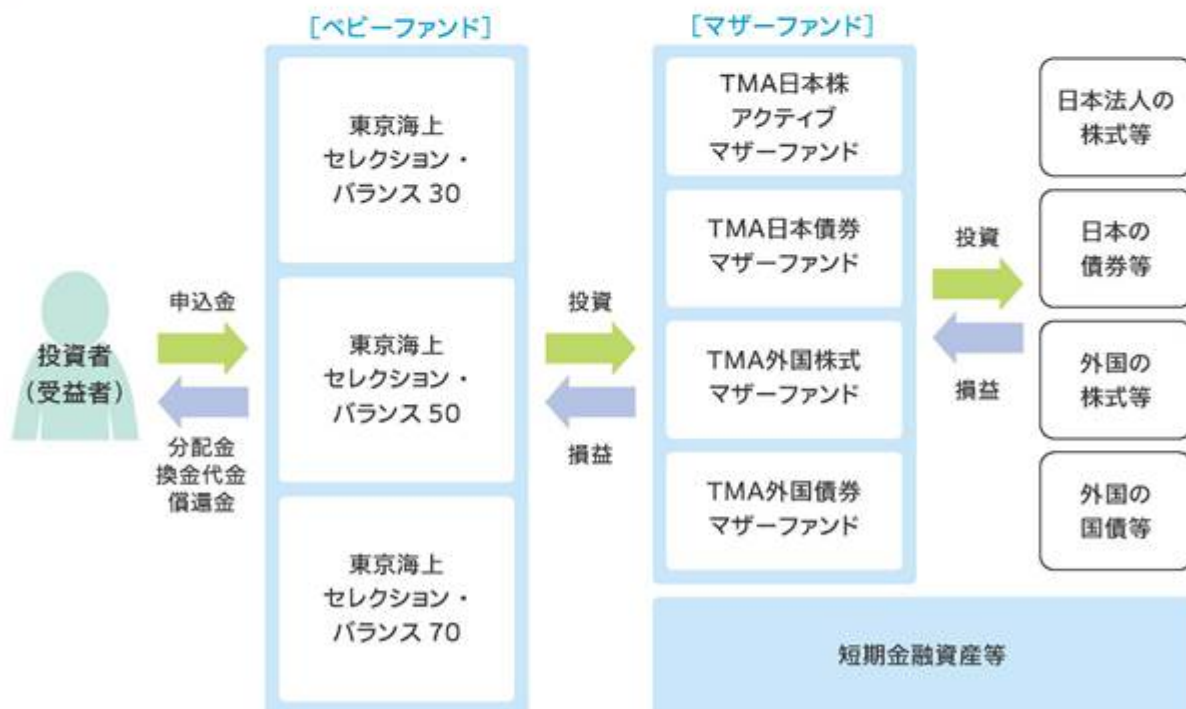 [ベビーファンド]
東京海上
セレクション・
バランス 30
東京海上
セレクション・
バランス 50
東京海上
セレクション・
バランス 70
[マザーファンド]
TMA日本株
アクティブ
マザーファンド
TMA日本債券
マザーファンド
TMA外国株式
マザーファンド
TMA外国債券
マザーファンド
日本法人の
株式等
日本の
債券等
外国の
株式等
外国の
国債等
投資者
（受益者）
申込金
分配金
換金代金
償還金
投資
損益
投資
損益
短期金融資産等